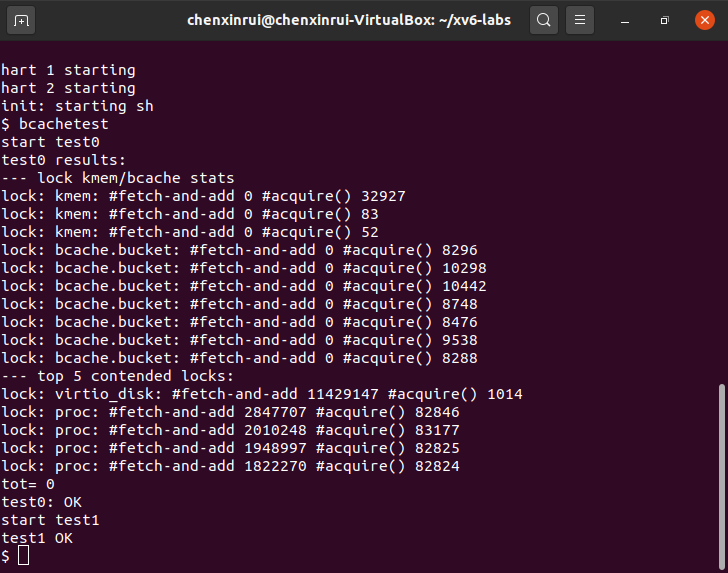 chenxinrui@chenxinrui-VirtualBox: ~/xv6-labs
hart 1 starting
hart 2 starting
init: starting sh
$ bcachetest
start test0
test0 results:
--- lock kmem/bcache stats
lock: kmem: #fetch-and-add 0 #acquire() 32927
lock: kmem: #fetch-and-add 0 #acquire() 83
lock: kmem: #fetch-and-add 0 #acquire() 52
lock: bcache.bucket: #fetch-and-add 0 #acquire() 8296
lock: bcache.bucket: #fetch-and-add 0 #acquire() 10298
lock: bcache.bucket: #fetch-and-add 0 #acquire() 10442
lock: bcache.bucket: #fetch-and-add 0 #acquire() 8748
lock: bcache.bucket: #fetch-and-add 0 #acquire() 8476
lock: bcache.bucket: #fetch-and-add 0 #acquire() 9538
lock: bcache.bucket: #fetch-and-add 0 #acquire() 8288
--- top 5 contended locks:
lock: virtio_disk: #fetch-and-add 11429147 #acquire() 1014
lock: proc: #fetch-and-add 2847707 #acquire() 82846
lock: proc: #fetch-and-add 2010248 #acquire() 83177
lock: proc: #fetch-and-add 1948997 #acquire() 82825
lock: proc: #fetch-and-add 1822270 #acquire() 82824
tot= 0
test0: OK
start test1
test1 OK
$